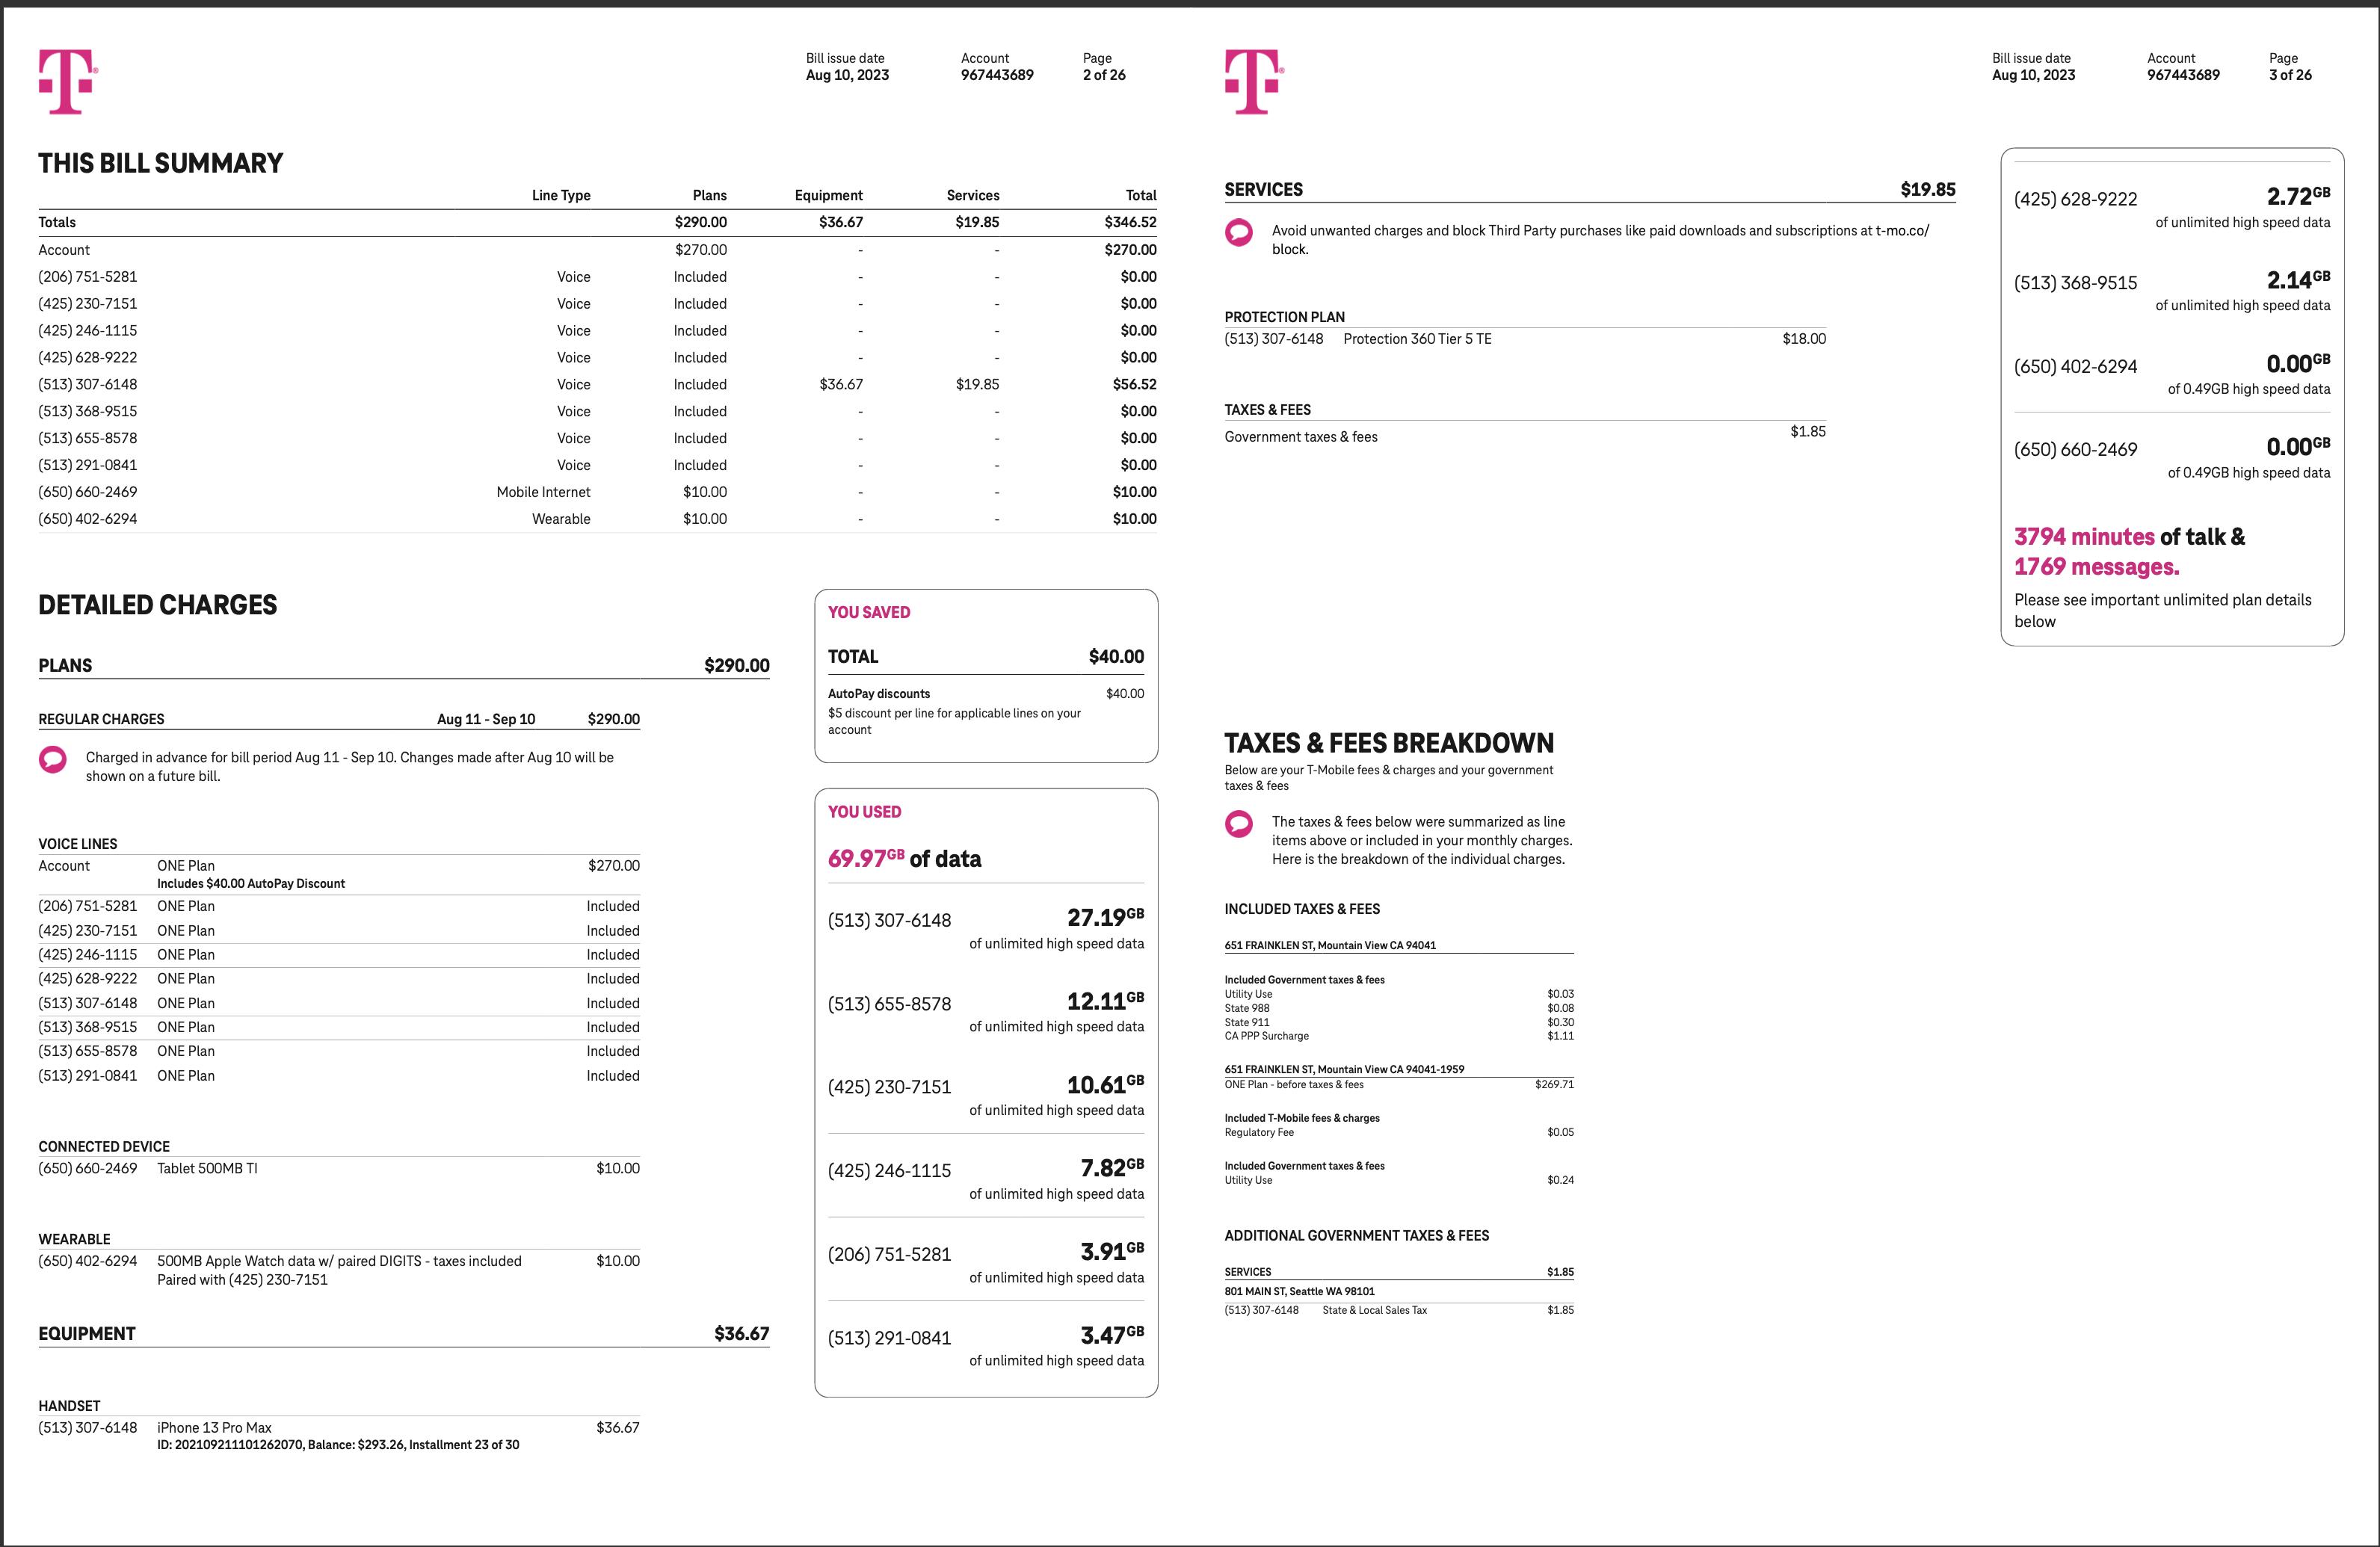 T
Bill issue date Account Page
Aug 10, 2023 967443689 2 of 26
THIS BILL SUMMARY
Line Type Plans Equipment Services Total
Totals $290.00 $36.67 $19.85 $346.52
Account $270.00 - - $270.00
(206) 751-5281 Voice Included - - $0.00
(425) 230-7151 Voice Included - - $0.00
(425) 246-1115 Voice Included - - $0.00
(425) 628-9222 Voice Included - - $0.00
(513) 307-6148 Voice Included $36.67 $19.85 $56.52
(513) 368-9515 Voice Included - - $0.00
(513) 655-8578 Voice Included - - $0.00
(513) 291-0841 Voice Included - - $0.00
(650) 660-2469 Mobile Internet $10.00 - - $10.00
(650) 402-6294 Wearable $10.00 - - $10.00
DETAILED CHARGES
PLANS $290.00
REGULAR CHARGES Aug 11 - Sep 10 $290.00
Charged in advance for bill period Aug 11 - Sep 10. Changes made after Aug 10 will be
shown on a future bill.
VOICE LINES
Account ONE Plan $270.00
Includes $40.00 AutoPay Discount
(206) 751-5281 ONE Plan Included
(425) 230-7151 ONE Plan Included
(425) 246-1115 ONE Plan Included
(425) 628-9222 ONE Plan Included
(513) 307-6148 ONE Plan Included
(513) 368-9515 ONE Plan Included
(513) 655-8578 ONE Plan Included
(513) 291-0841 ONE Plan Included
CONNECTED DEVICE
(650) 660-2469 Tablet 500MB TI $10.00
WEARABLE
(650) 402-6294 500MB Apple Watch data w/ paired DIGITS - taxes included $10.00
Paired with (425) 230-7151
EQUIPMENT $36.67
HANDSET
(513) 307-6148 iPhone 13 Pro Max $36.67
ID: 202109211101262070, Balance: $293.26, Installment 23 of 30
YOU SAVED
TOTAL $40.00
AutoPay discounts $40.00
$5 discount per line for applicable lines on your
account
YOU USED
69.97GB of data
(513) 307-6148 27.19GB
of unlimited high speed data
(513) 655-8578 12.11GB
of unlimited high speed data
(425) 230-7151 10.61GB
of unlimited high speed data
(425) 246-1115 7.82GB
of unlimited high speed data
(206) 751-5281 3.91GB
of unlimited high speed data
(513) 291-0841 3.47GB
of unlimited high speed data
T
Bill issue date Account Page
Aug 10, 2023 967443689 3 of 26
SERVICES $19.85
Avoid unwanted charges and block Third Party purchases like paid downloads and subscriptions at t-mo.co/
block.
PROTECTION PLAN
(513) 307-6148 Protection 360 Tier 5 TE $18.00
TAXES & FEES
Government taxes & fees $1.85
(425) 628-9222 2.72GB
of unlimited high speed data
(513) 368-9515 2.14GB
of unlimited high speed data
(650) 402-6294 0.00GB
of 0.49GB high speed data
(650) 660-2469 0.00GB
of 0.49GB high speed data
3794 minutes of talk &
1769 messages.
Please see important unlimited plan details
below
TAXES & FEES BREAKDOWN
Below are your T-Mobile fees & charges and your government
taxes & fees
The taxes & fees below were summarized as line
items above or included in your monthly charges.
Here is the breakdown of the individual charges.
INCLUDED TAXES & FEES
651 FRAINKLEN ST, Mountain View CA 94041
Included Government taxes & fees
Utility Use $0.03
State 988 $0.08
State 911 $0.30
CA PPP Surcharge $1.11
651 FRAINKLEN ST, Mountain View CA 94041-1959
ONE Plan - before taxes & fees $269.71
Included T-Mobile fees & charges
Regulatory Fee $0.05
Included Government taxes & fees
Utility Use $0.24
ADDITIONAL GOVERNMENT TAXES & FEES
SERVICES $1.85
801 MAIN ST, Seattle WA 98101
(513) 307-6148 State & Local Sales Tax $1.85